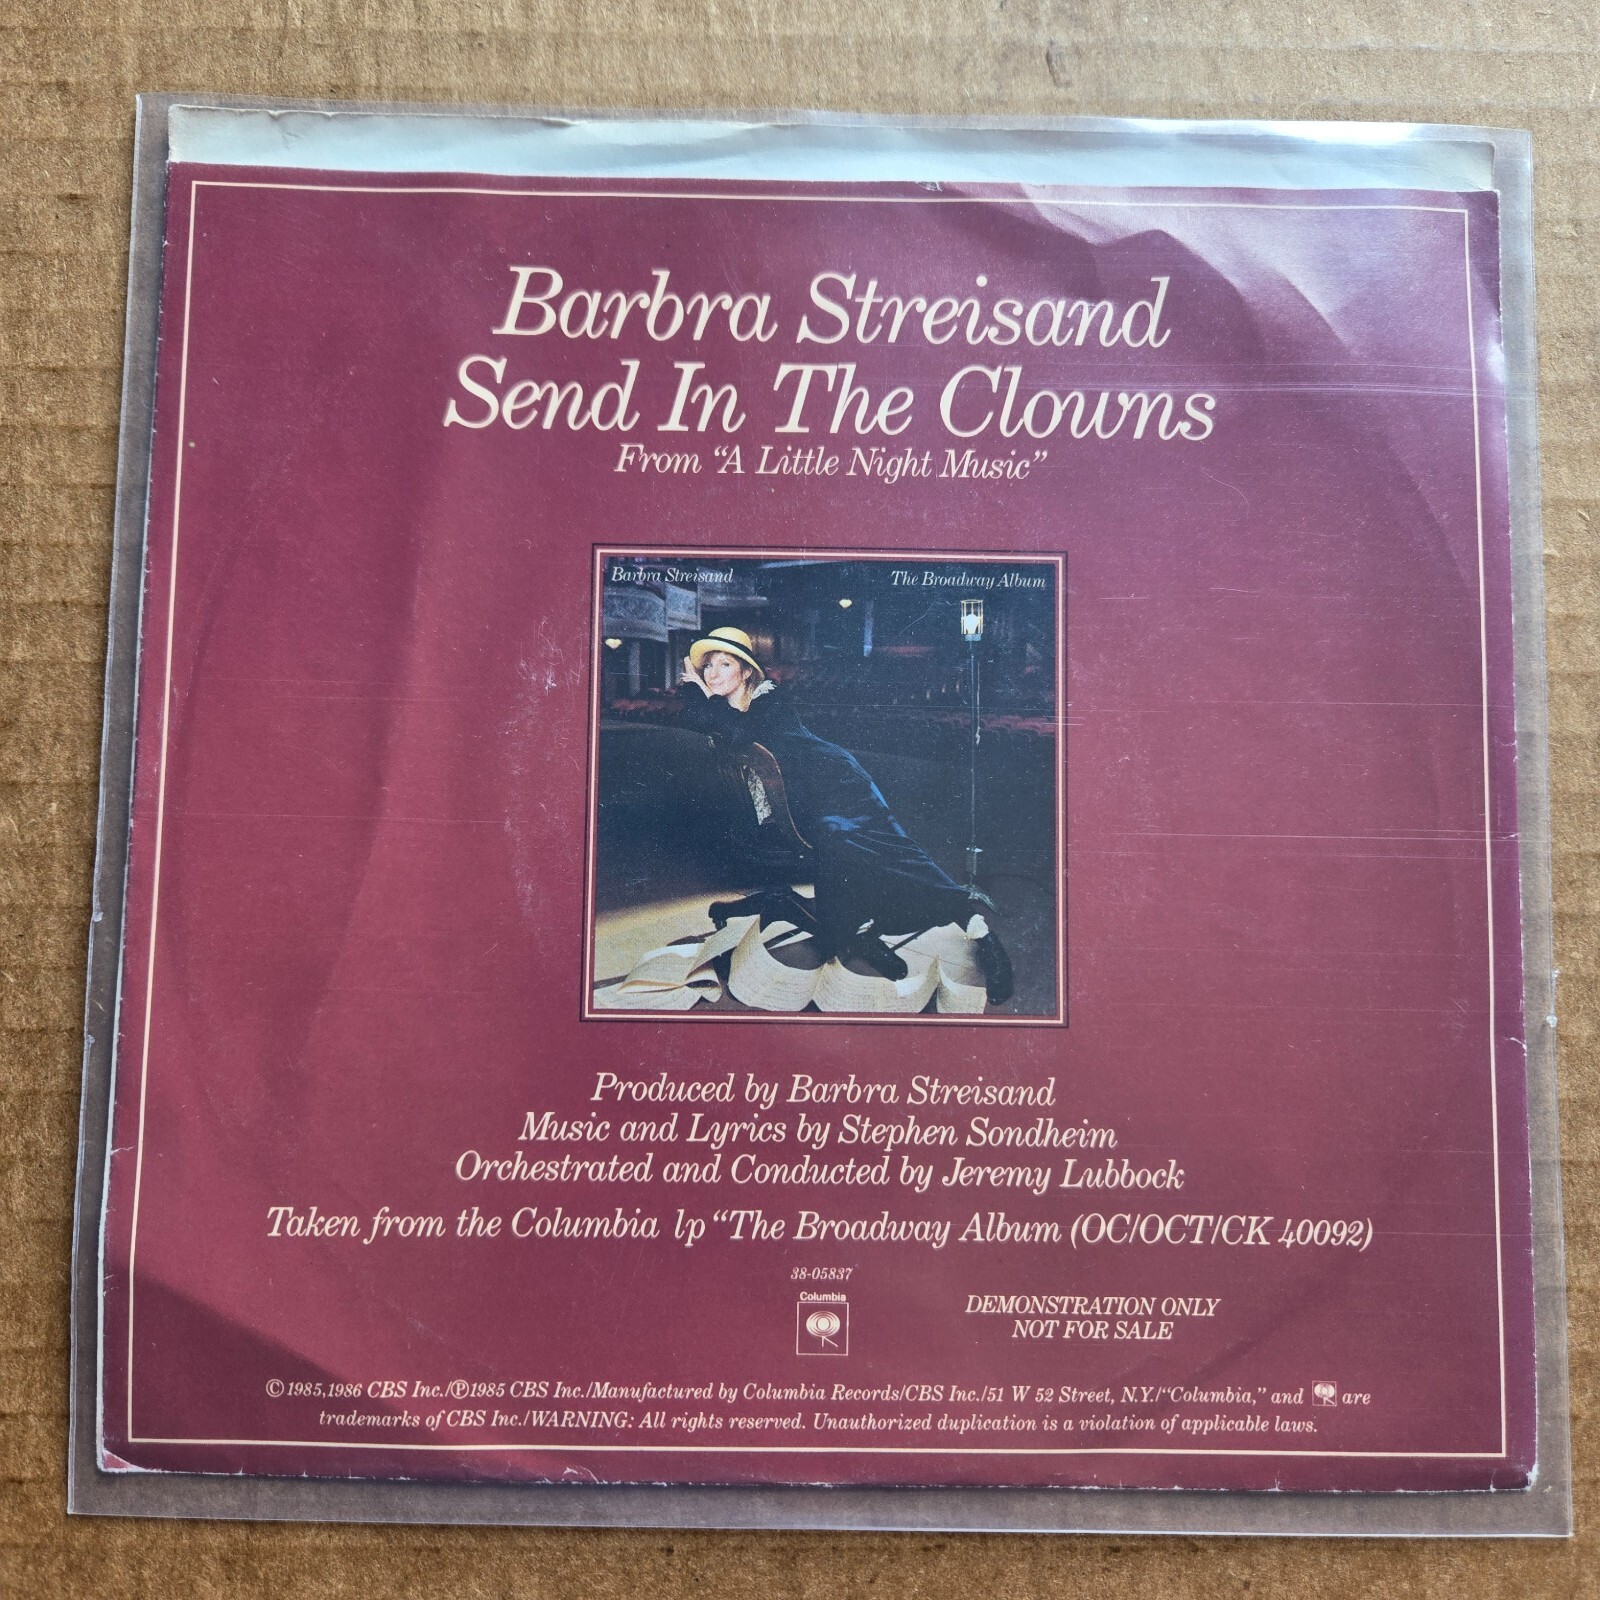 Barbra Streisand
Send In The Clowns
From “A Little Night Music”
Barbra Streisand The Broadway Album
Produced by Barbra Streisand
Music and Lyrics by Stephen Sondheim
Orchestrated and Conducted by Jeremy Lubbock
Taken from the Columbia lp “The Broadway Album (OC/OCT/CK 40092)
38-05837
Columbia
DEMONSTRATION ONLY
NOT FOR SALE
© 1985,1986 CBS Inc./℗1985 CBS Inc./Manufactured by Columbia Records/CBS Inc./51 W 52 Street, N.Y./“Columbia,” and are
trademarks of CBS Inc./WARNING: All rights reserved. Unauthorized duplication is a violation of applicable laws.